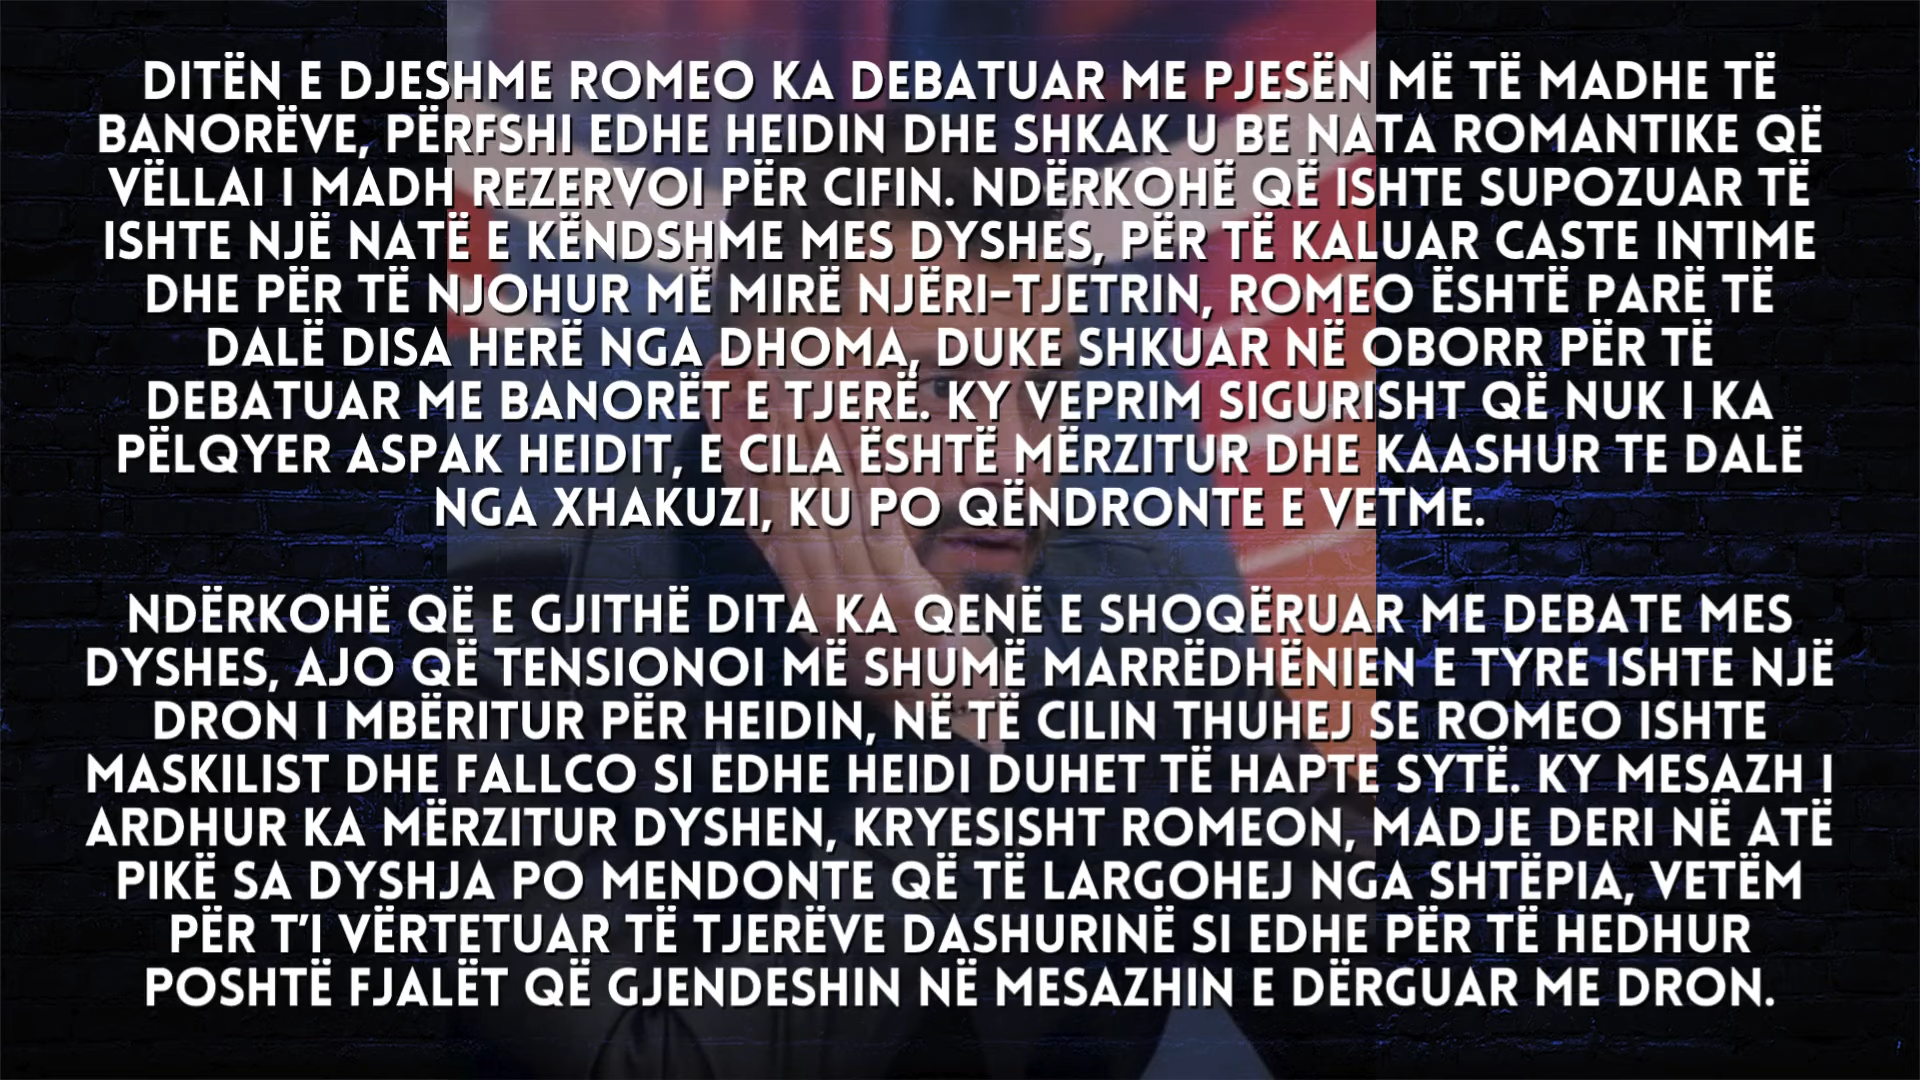 DITËN E DJESHME ROMEO KA DEBATUAR ME PJESËN MË TË MADHE TË
BANORËVE, PËRFSHI EDHE HEIDIN DHE SHKAK U BE NATA ROMANTIKE QË
VËLLAI I MADH REZERVOI PËR CIFIN. NDËRKOHË QË ISHTE SUPOZUAR TË
ISHTE NJË NATË E KËNDSHME MES DYSHES, PËR TË KALUAR CASTE INTIME
DHE PËR TË NJOHUR MË MIRË NJËRI-TJETRIN, ROMEO ËSHTË PARË TË
DALË DISA HERË NGA DHOMA, DUKE SHKUAR NË OBORR PËR TË
DEBATUAR ME BANORËT E TJERË. KY VEPRIM SIGURISHT QË NUK I KA
PËLQYER ASPAK HEIDIT, E CILA ËSHTË MËRZITUR DHE KAASHUR TE DALË
NGA XHAKUZI, KU PO QËNDRONTE E VETME.
NDËRKOHË QË E GJITHË DITA KA QENË E SHOQËRUAR ME DEBATE MES
DYSHES, AJO QË TENSIONOI MË SHUMË MARRËDHËNIEN E TYRE ISHTE NJË
DRON I MBËRITUR PËR HEIDIN, NË TË CILIN THUHEJ SE ROMEO ISHTE
MASKILIST DHE FALLCO SI EDHE HEIDI DUHET TË HAPTE SYTË. KY MESAZH I
ARDHUR KA MËRZITUR DYSHEN, KRYESISHT ROMEON, MADJE DERI NË ATË
PIKË SA DYSHJA PO MENDONTE QË TË LARGOHEJ NGA SHTËPIA, VETËM
PËR T'I VËRTETUAR TË TJERËVE DASHURINË SI EDHE PËR TË HEDHUR
POSHTË FJALËT QË GJENDESHIN NË MESAZHIN E DËRGUAR ME DRON.